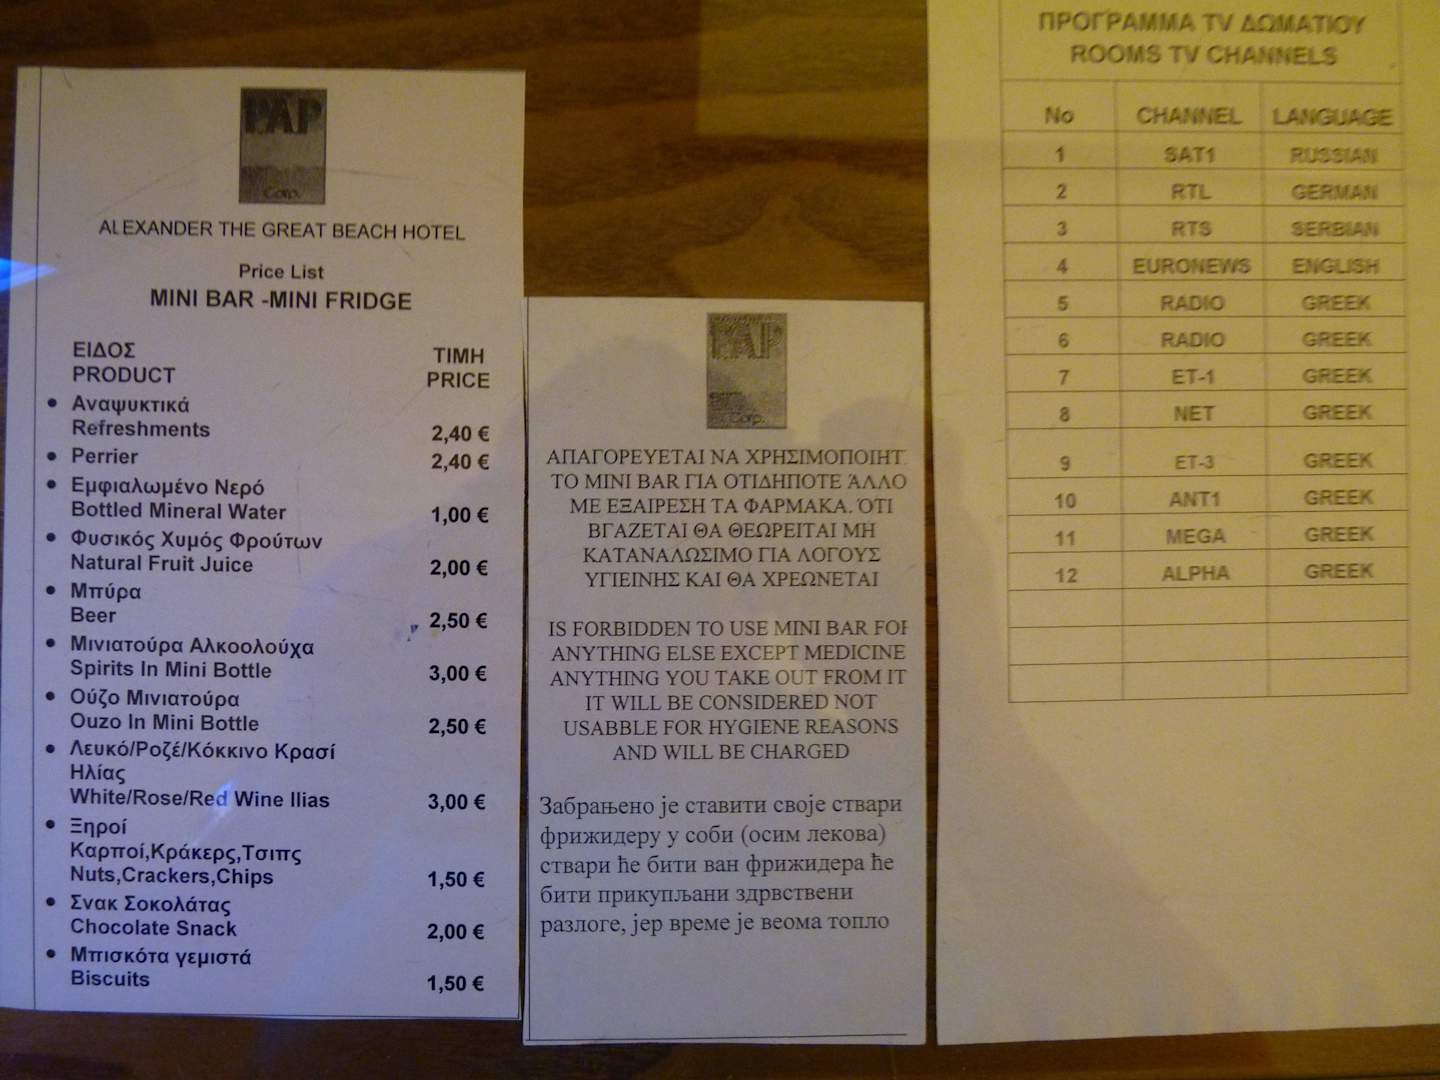 PAP
Corp.
ALEXANDER THE GREAT BEACH HOTEL
Price List
MINI BAR -MINI FRIDGE
ΕΙΔΟΣ ΤΙΜΗ
PRODUCT PRICE
• Αναψυκτικά
Refreshments 2,40 €
• Perrier 2,40 €
• Εμφιαλωμένο Νερό
Bottled Mineral Water 1,00 €
• Φυσικός Χυμός Φρούτων
Natural Fruit Juice 2,00 €
• Μπύρα
Beer 2,50 €
• Μινιατούρα Αλκοολούχα
Spirits In Mini Bottle 3,00 €
• Ούζο Μινιατούρα
Ouzo In Mini Bottle 2,50 €
• Λευκό/Ροζέ/Κόκκινο Κρασί
Ηλίας
White/Rose/Red Wine Ilias 3,00 €
• Ξηροί
Καρποί,Κράκερς,Τσιπς
Nuts,Crackers,Chips 1,50 €
• Σνακ Σοκολάτας
Chocolate Snack 2,00 €
• Μπισκότα γεμιστά
Biscuits 1,50 €
PAP
Corp.
ΑΠΑΓΟΡΕΥΕΤΑΙ ΝΑ ΧΡΗΣΙΜΟΠΟΙΗΤ
ΤΟ MINI BAR ΓΙΑ ΟΤΙΔΗΠΟΤΕ ΆΛΛΟ
ΜΕ ΕΞΑΙΡΕΣΗ ΤΑ ΦΑΡΜΑΚΑ. ΌΤΙ
ΒΓΑΖΕΤΑΙ ΘΑ ΘΕΩΡΕΙΤΑΙ ΜΗ
ΚΑΤΑΝΑΛΩΣΙΜΟ ΓΙΑ ΛΟΓΟΥΣ
ΥΓΙΕΙΝΗΣ ΚΑΙ ΘΑ ΧΡΕΩΝΕΤΑΙ
IS FORBIDDEN TO USE MINI BAR FOR
ANYTHING ELSE EXCEPT MEDICINE
ANYTHING YOU TAKE OUT FROM IT
IT WILL BE CONSIDERED NOT
USABBLE FOR HYGIENE REASONS
AND WILL BE CHARGED
Забрањено је ставити своје ствари
фрижидеру у соби (осим лекова)
ствари ће бити ван фрижидера ће
бити прикупљани здрвствени
разлоге, јер време је веома топло
ΠΡΟΓΡΑΜΜΑ TV ΔΩΜΑΤΙΟΥ
ROOMS TV CHANNELS
No CHANNEL LANGUAGE
1 SAT1 RUSSIAN
2 RTL GERMAN
3 RTS SERBIAN
4 EURONEWS ENGLISH
5 RADIO GREEK
6 RADIO GREEK
7 ET-1 GREEK
8 NET GREEK
9 ET-3 GREEK
10 ANT1 GREEK
11 MEGA GREEK
12 ALPHA GREEK